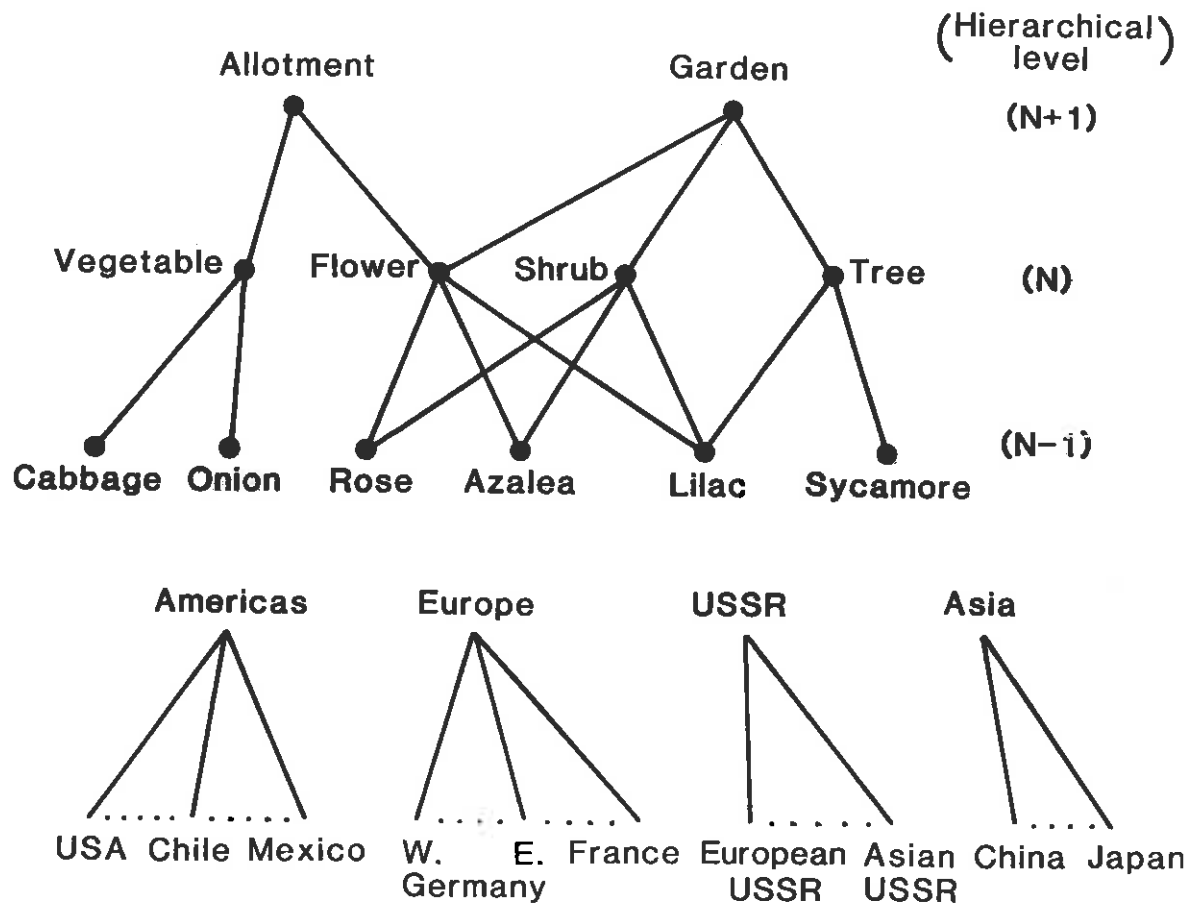 (Hierarchical
level)
Allotment
Garden
(N+1)
Vegetable
Flower
Shrub
Tree
(N)
(N-1)
Cabbage Onion Rose Azalea Lilac Sycamore
Americas Europe USSR Asia
USA Chile Mexico W. E. France European Asian China Japan
Germany USSR USSR